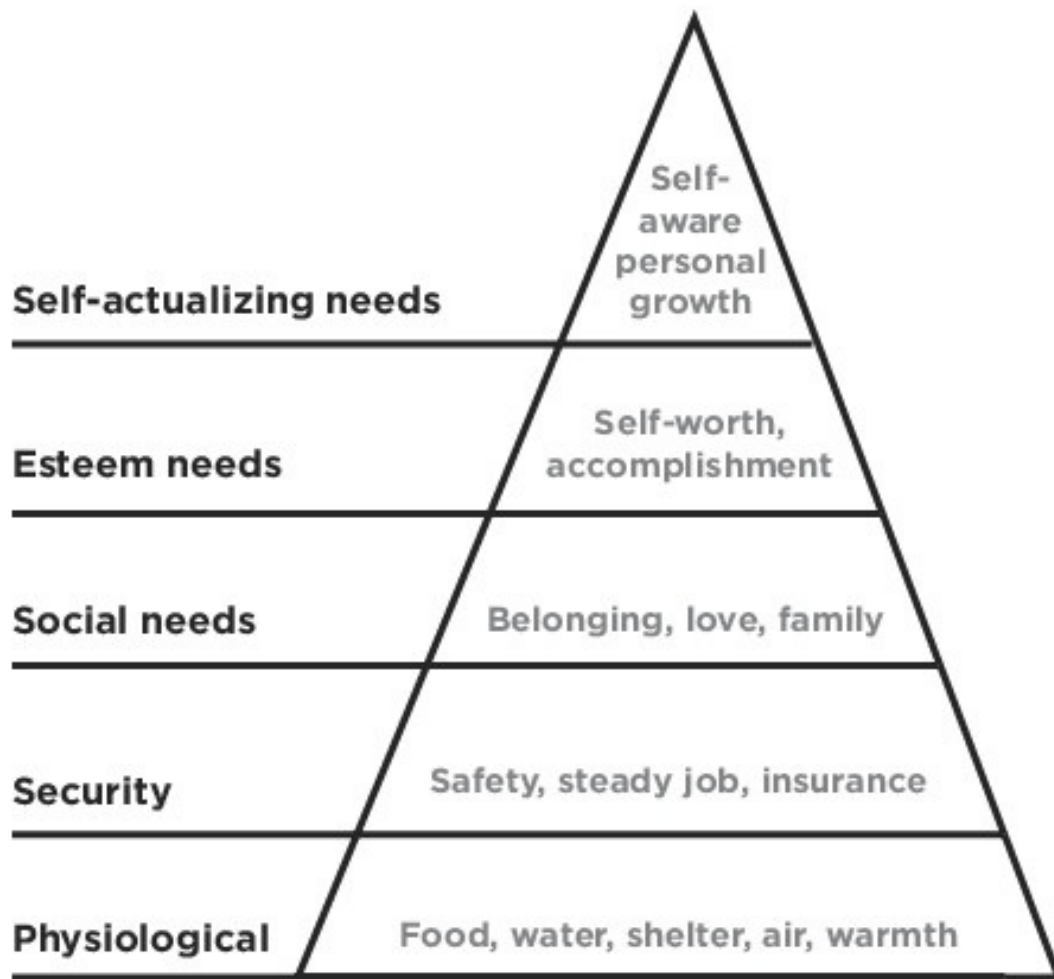 Self-
aware
personal
growth
Self-actualizing needs
Self-worth,
accomplishment
Esteem needs
Social needs
Belonging, love, family
Security
Safety, steady job, insurance
Physiological
Food, water, shelter, air, warmth